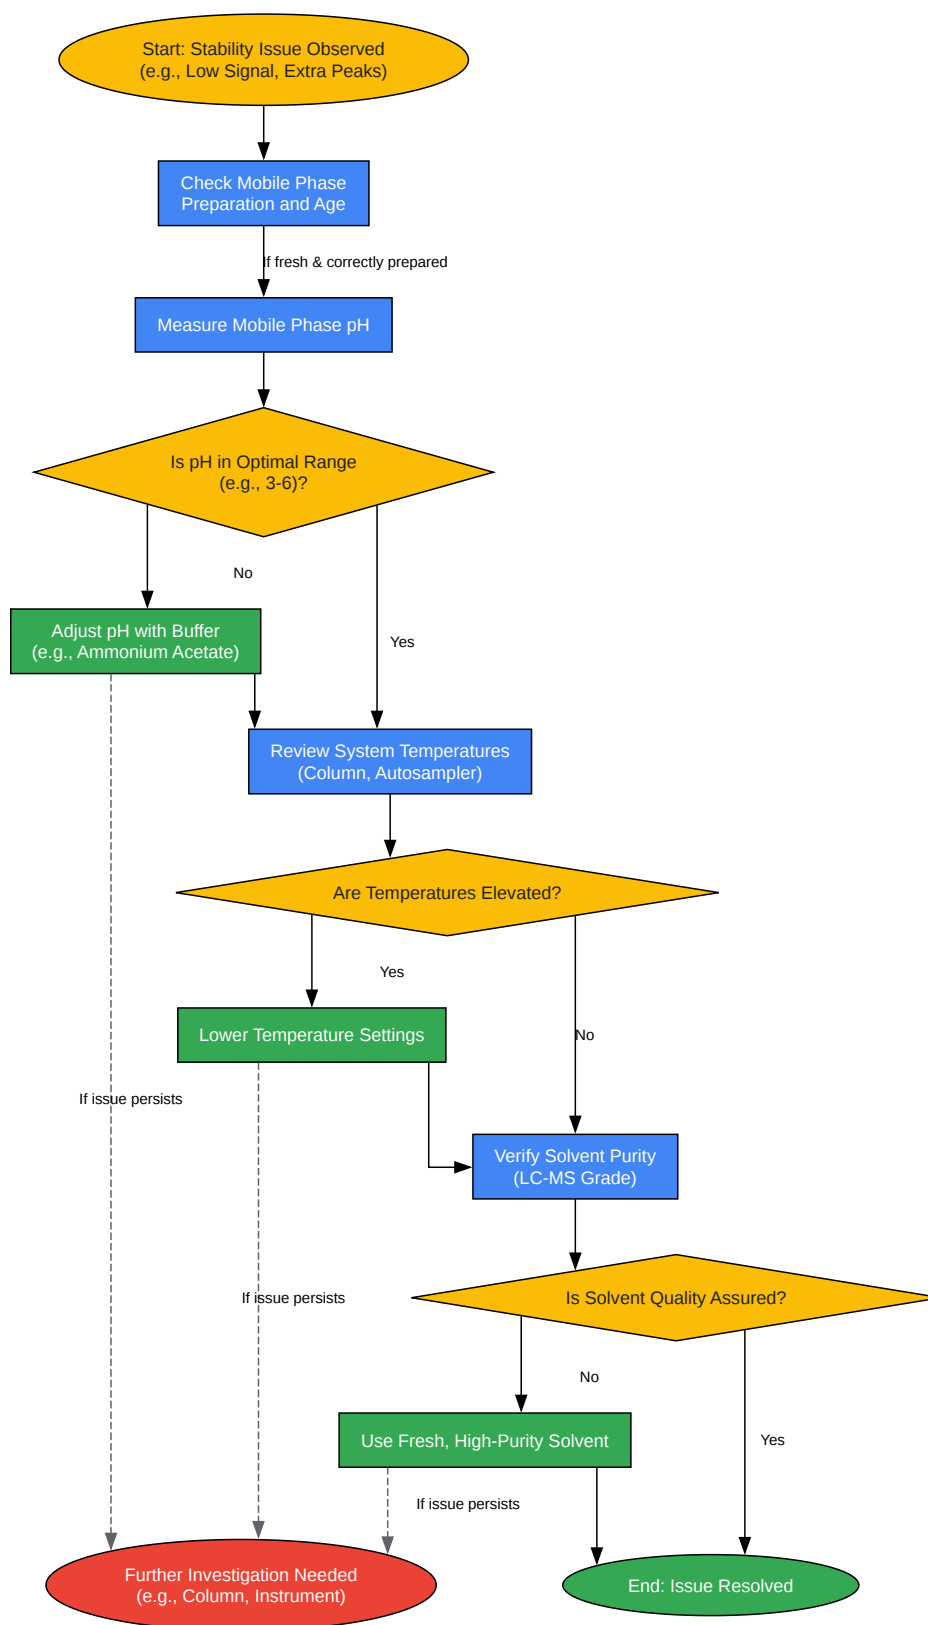 Start: Stability Issue Observed
(e.g., Low Signal, Extra Peaks)
Check Mobile Phase
Preparation and Age
If fresh & correctly prepared
Measure Mobile Phase pH
Is pH in Optimal Range
(e.g., 3-6)?
No
Adjust pH with Buffer
(e.g., Ammonium Acetate)
Yes
Review System Temperatures
(Column, Autosampler)
Are Temperatures Elevated?
Yes
Lower Temperature Settings
No
If issue persists
Verify Solvent Purity
(LC-MS Grade)
If issue persists
Is Solvent Quality Assured?
No
Use Fresh, High-Purity Solvent
Yes
If issue persists
Further Investigation Needed
(e.g., Column, Instrument)
End: Issue Resolved